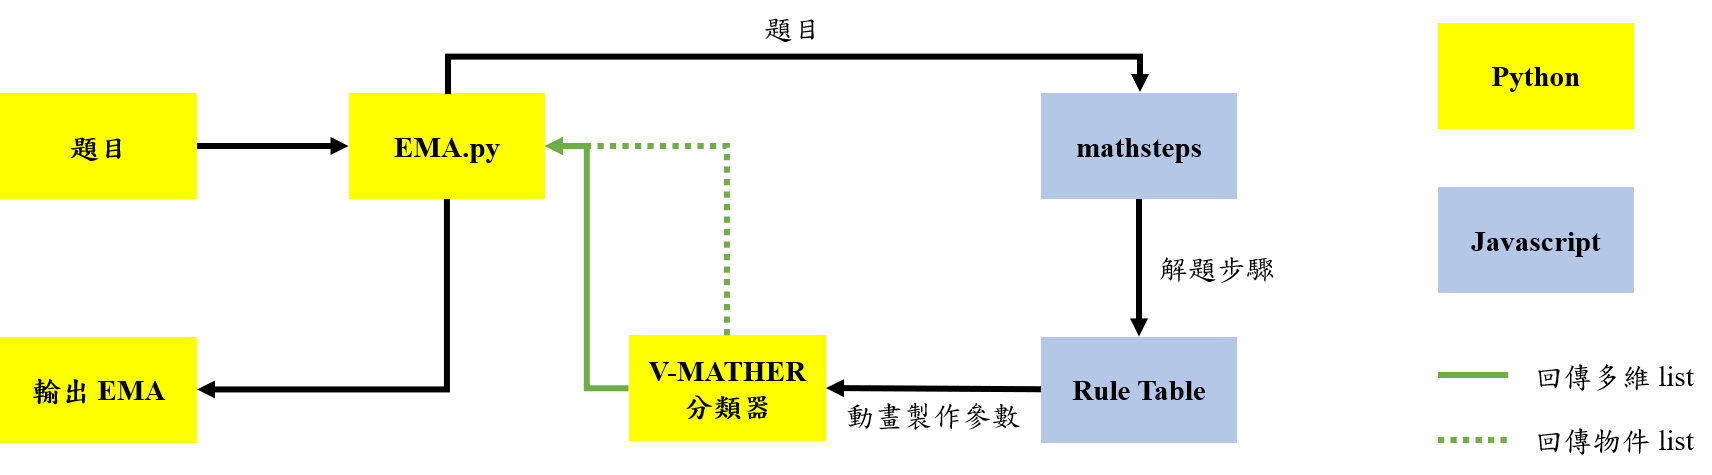 題目
Python
題目
EMA.py
mathsteps
Javascript
解題步驟
輸出 EMA
V-MATHER
分類器
動畫製作參數
Rule Table
回傳多維 list
回傳物件 list